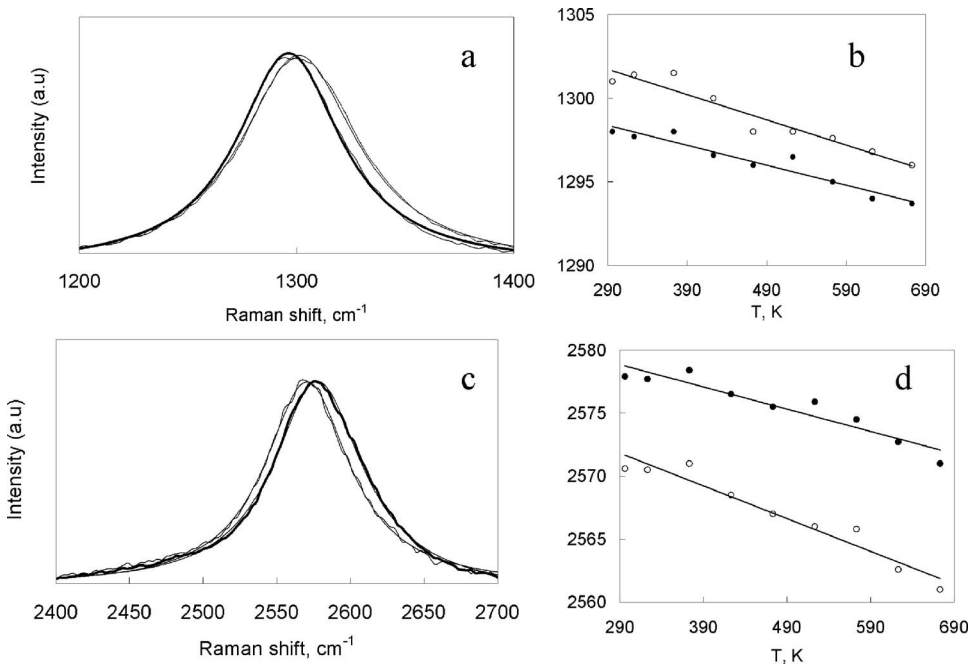 a
Intensity (a.u)
1200
1300
1400
Raman shift, cm-1
b
1305
1300
1295
1290
290
390
490
590
690
T, K
c
Intensity (a.u)
2400
2450
2500
2550
2600
2650
2700
Raman shift, cm-1
d
2580
2575
2570
2565
2560
290
390
490
590
690
T, K